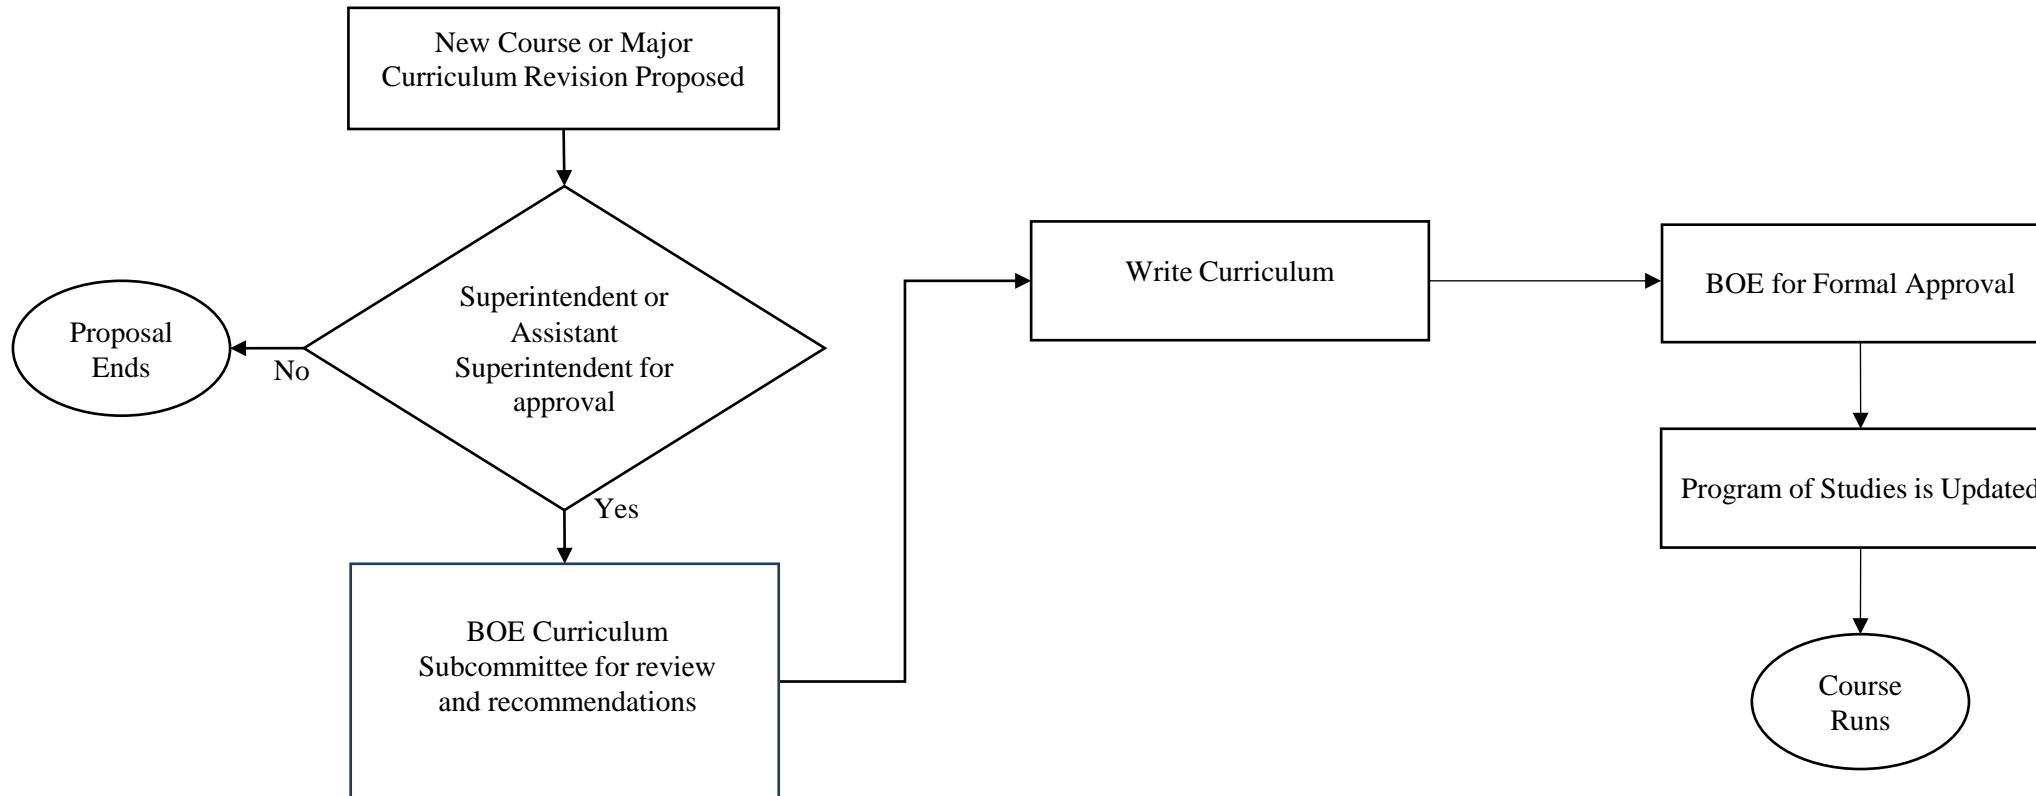 New Course or Major
Curriculum Revision Proposed
Superintendent or
Assistant
Superintendent for
approval
Proposal
Ends
No
Yes
BOE Curriculum
Subcommittee for review
and recommendations
Write Curriculum
BOE for Formal Approval
Program of Studies is Updated
Course
Runs